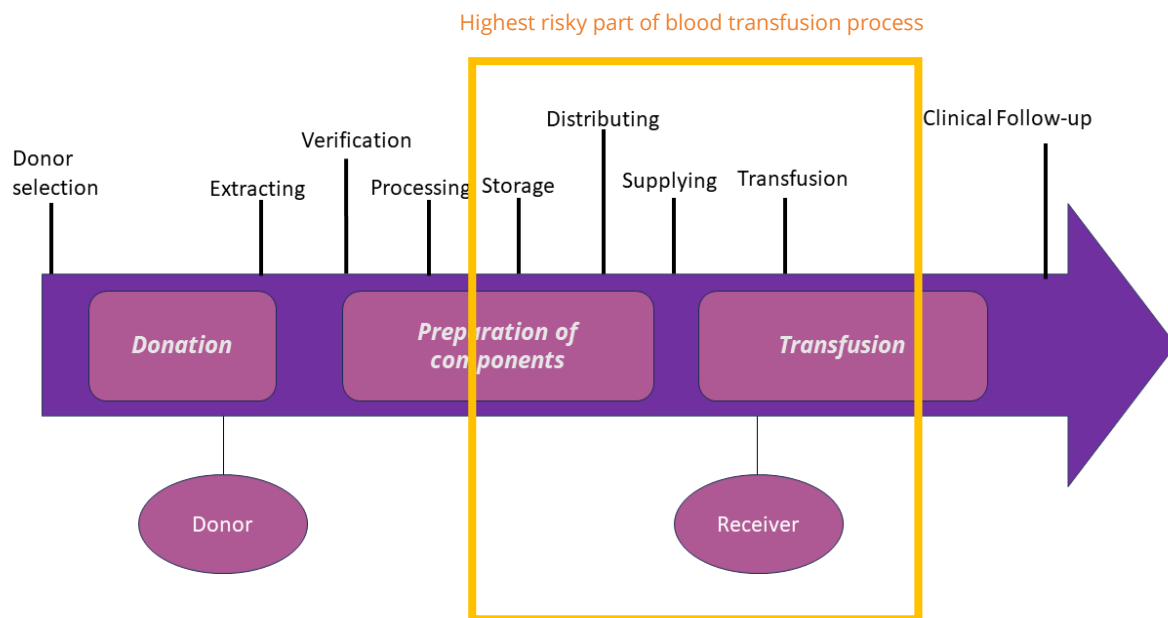 Highest risky part of blood transfusion process
Distributing
Clinical Follow-up
Verification
Donor
selection
Extracting
Processing
Storage
Supplying
Transfusion
Donation
Preparation of
components
Transfusion
Donor
Receiver